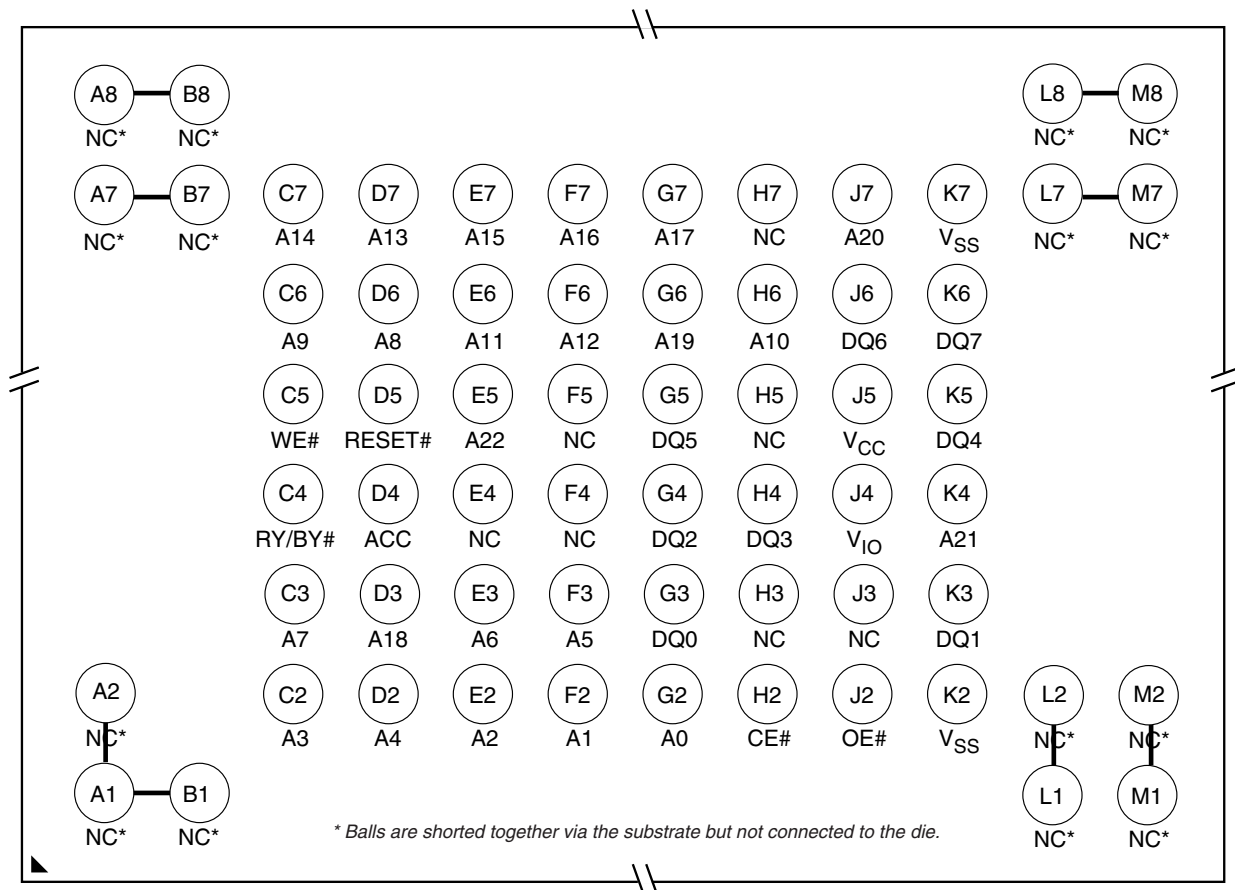 A8 B8 L8 M8
NC* NC* NC* NC*
A7 B7 C7 D7 E7 F7 G7 H7 J7 K7 L7 M7
NC* NC* A14 A13 A15 A16 A17 NC A20 VSS NC* NC*
C6 D6 E6 F6 G6 H6 J6 K6
A9 A8 A11 A12 A19 A10 DQ6 DQ7
C5 D5 E5 F5 G5 H5 J5 K5
WE# RESET# A22 NC DQ5 NC VCC DQ4
C4 D4 E4 F4 G4 H4 J4 K4
RY/BY# ACC NC NC DQ2 DQ3 VIO A21
C3 D3 E3 F3 G3 H3 J3 K3
A7 A18 A6 A5 DQ0 NC NC DQ1
A2 C2 D2 E2 F2 G2 H2 J2 K2 L2 M2
NC* A3 A4 A2 A1 A0 CE# OE# VSS NC* NC*
A1 B1 L1 M1
NC* NC* NC* NC*
* Balls are shorted together via the substrate but not connected to the die.